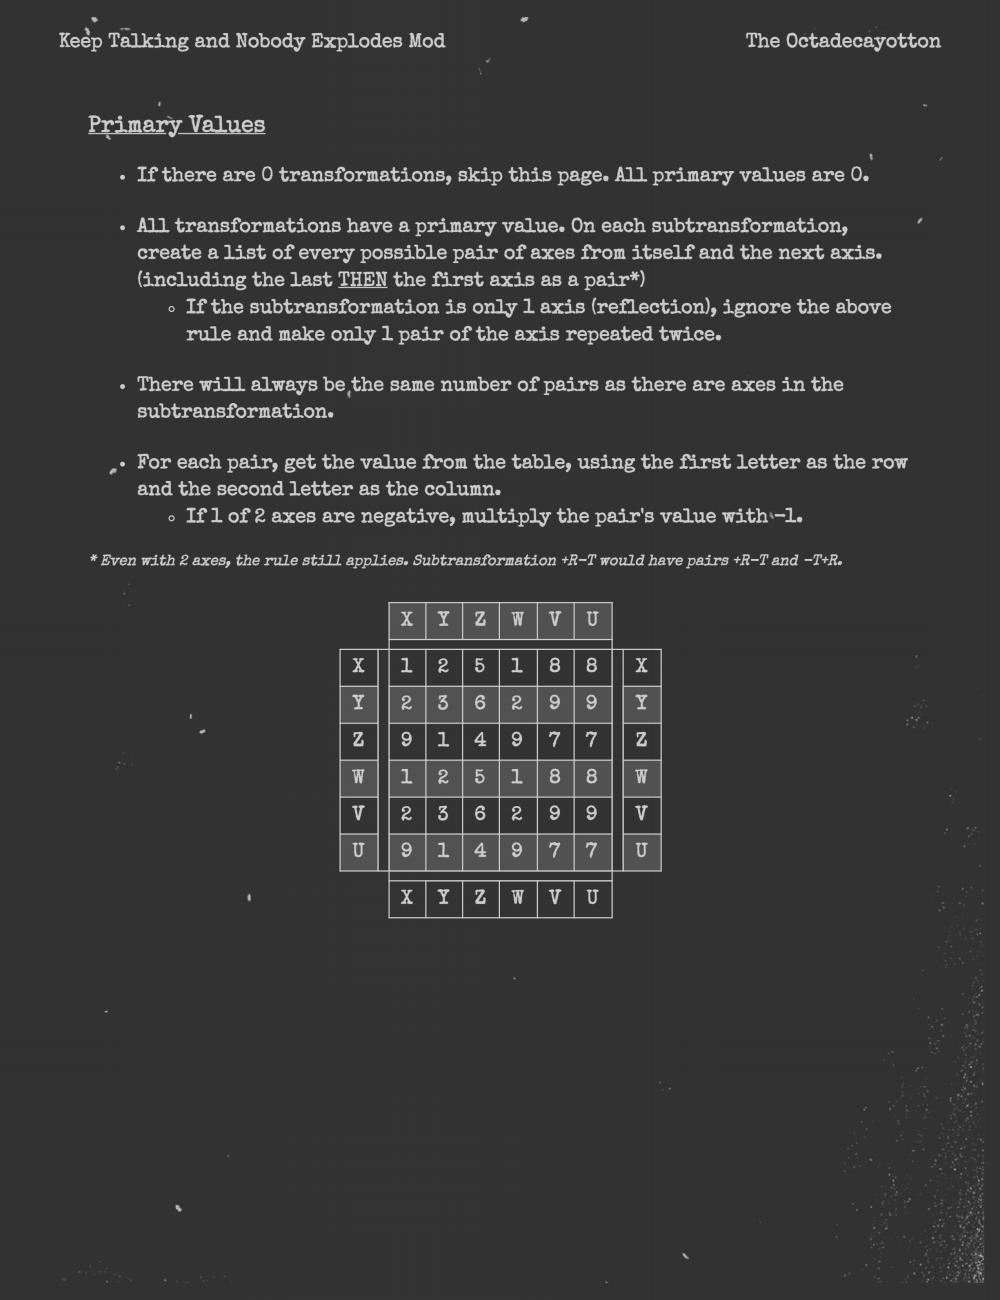 Keep Talking and Nobody Explodes Mod The Octadecayotton
Primary Values
• If there are 0 transformations, skip this page. All primary values are 0.
• All transformations have a primary value. On each subtransformation,
create a list of every possible pair of axes from itself and the next axis.
(including the last THEN the first axis as a pair*)
◦ If the subtransformation is only 1 axis (reflection), ignore the above
rule and make only 1 pair of the axis repeated twice.
• There will always be the same number of pairs as there are axes in the
subtransformation.
• For each pair, get the value from the table, using the first letter as the row
and the second letter as the column.
◦ If 1 of 2 axes are negative, multiply the pair's value with -1.
* Even with 2 axes, the rule still applies. Subtransformation +R-T would have pairs +R-T and -T+R.
X Y Z W V U
X 1 2 5 1 8 8 X
Y 2 3 6 2 9 9 Y
Z 9 1 4 9 7 7 Z
W 1 2 5 1 8 8 W
V 2 3 6 2 9 9 V
U 9 1 4 9 7 7 U
X Y Z W V U